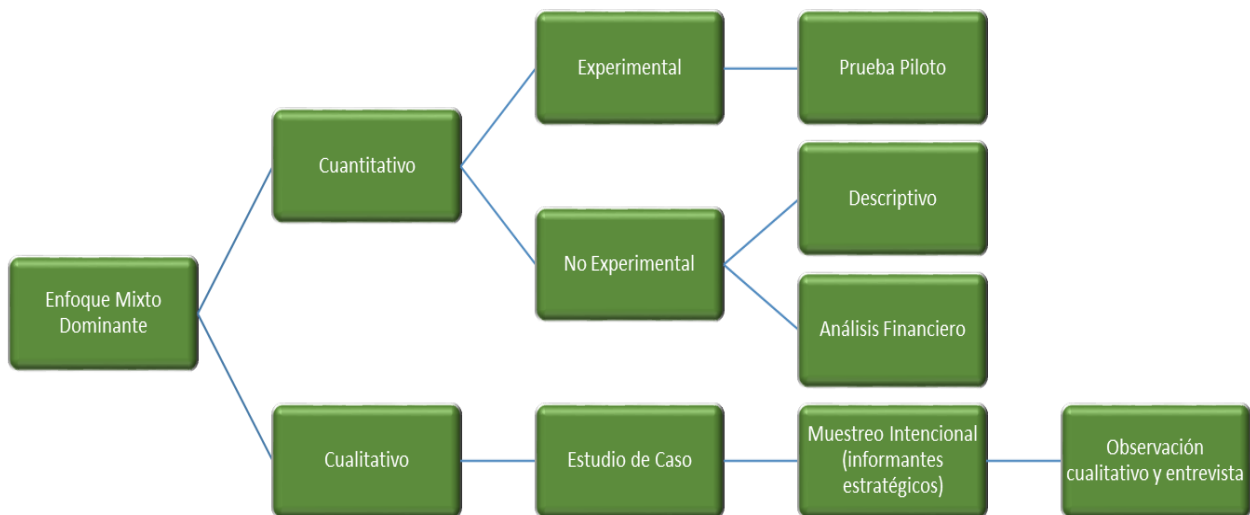 Experimental
Prueba Piloto
Cuantitativo
Descriptivo
No Experimental
Enfoque Mixto
Dominante
Análisis Financiero
Cualitativo
Estudio de Caso
Muestreo Intencional
(informantes
estratégicos)
Observación
cualitativo y entrevista